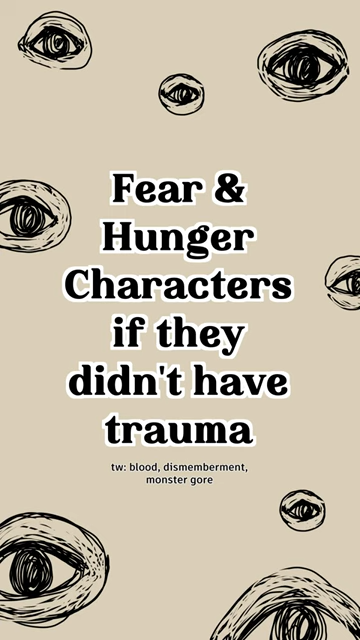 Fear &
Hunger
Characters
if they
didn't have
trauma
tw: blood, dismemberment,
monster gore